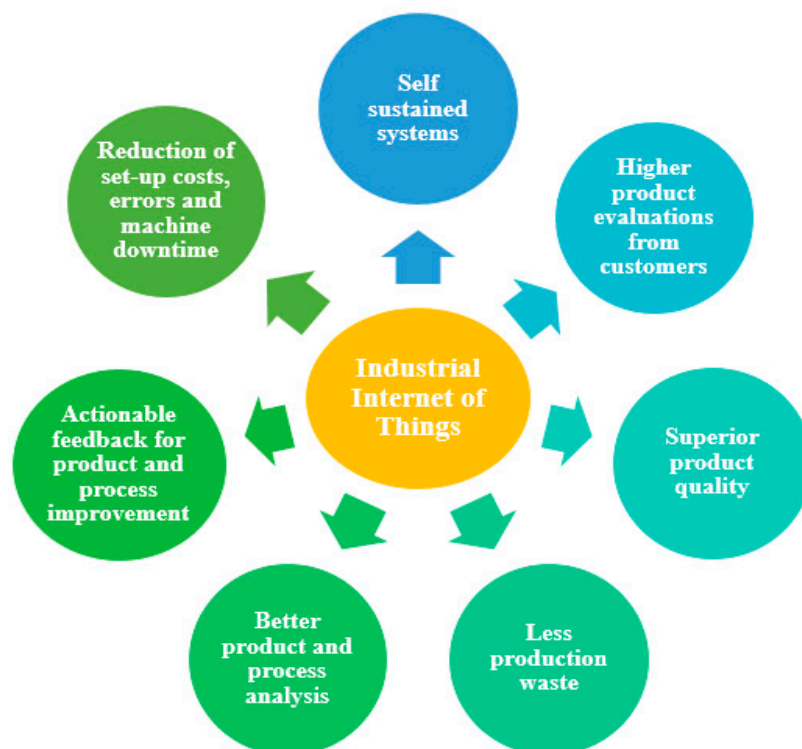 Self
sustained
systems
Higher
product
evaluations
from
customers
Superior
product
quality
Less
production
waste
Better
product and
process
analysis
Actionable
feedback for
product and
process
improvement
Reduction of
set-up costs,
errors and
machine
downtime
Industrial
Internet of
Things